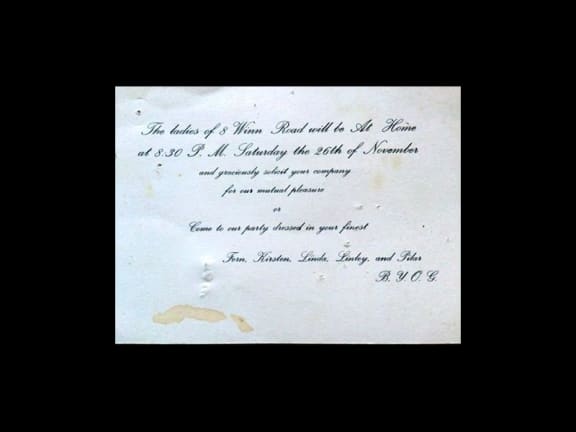 The ladies of 8 Winn Road will be At Home
at 8:30 P. M. Saturday the 26th of November
and graciously solicit your company
for our mutual pleasure
or
Come to our party dressed in your finest
Fern, Kirsten, Linda, Lenley, and Pilar
B. Y. O. G.